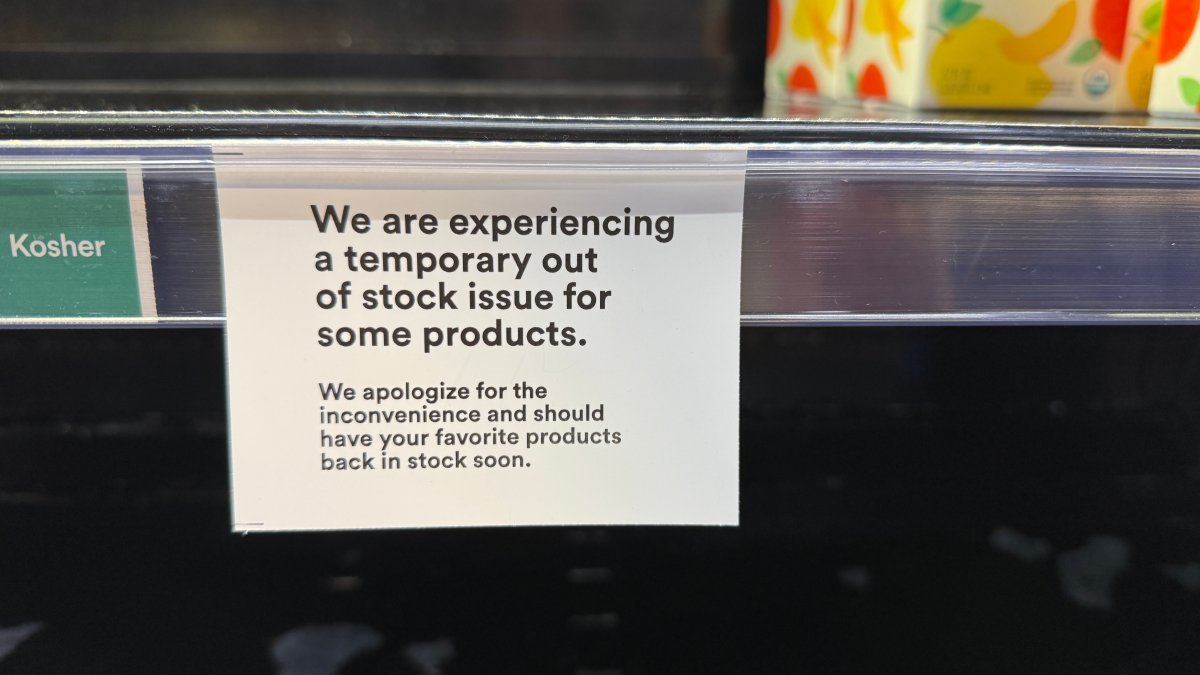 Kosher
We are experiencing
a temporary out
of stock issue for
some products.
We apologize for the
inconvenience and should
have your favorite products
back in stock soon.